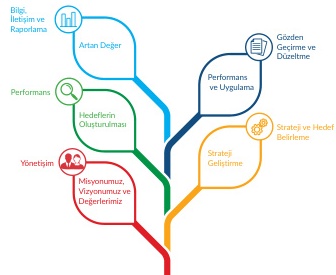 Bilgi,
İletişim ve
Raporlama
Artan Değer
Gözden
Geçirme ve
Düzeltme
Performans
ve Uygulama
Performans
Hedeflerin
Oluşturulması
Strateji ve Hedef
Belirleme
Strateji
Geliştirme
Yönetişim
Misyonumuz,
Vizyonumuz ve
Değerlerimiz